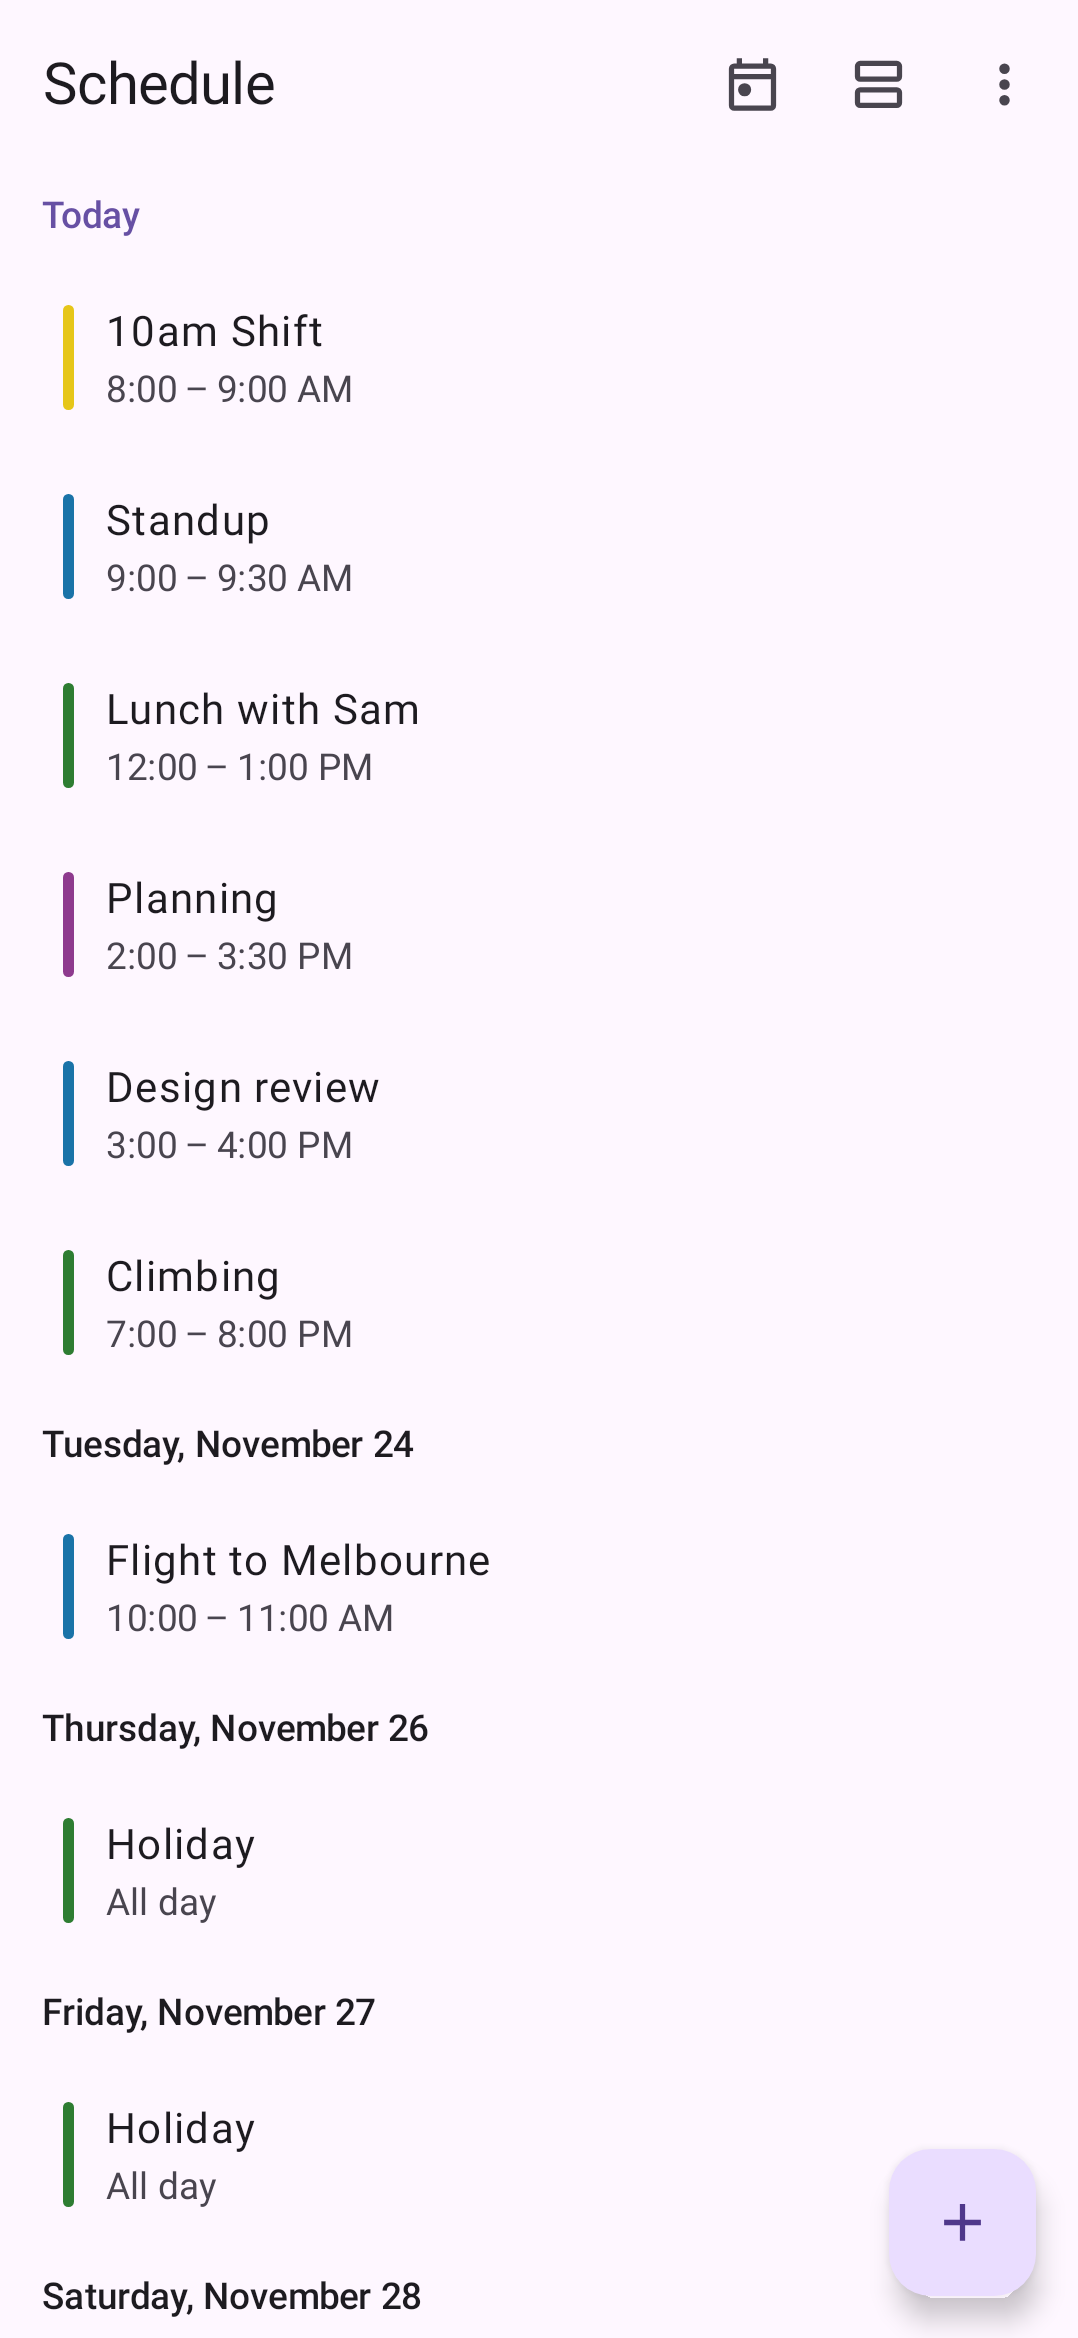 Schedule
Today
10am Shift
8:00 – 9:00 AM
Standup
9:00 – 9:30 AM
Lunch with Sam
12:00 – 1:00 PM
Planning
2:00 – 3:30 PM
Design review
3:00 – 4:00 PM
Climbing
7:00 – 8:00 PM
Tuesday, November 24
Flight to Melbourne
10:00 – 11:00 AM
Thursday, November 26
Holiday
All day
Friday, November 27
Holiday
All day
Saturday, November 28